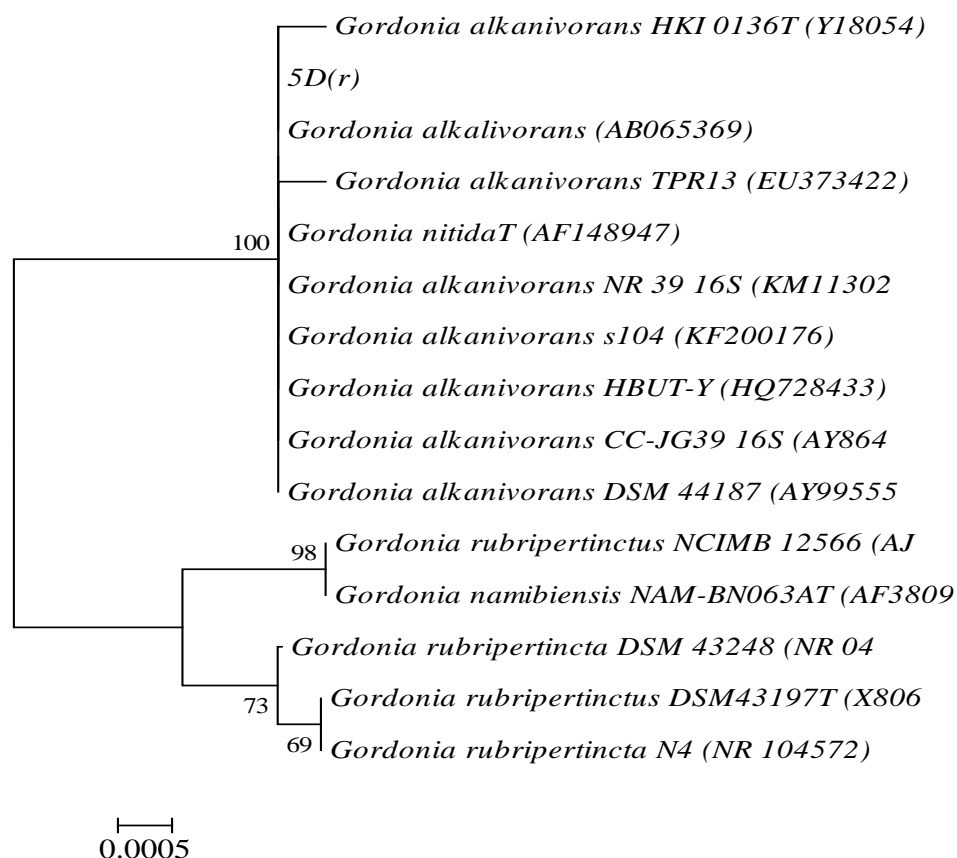 Gordonia alkanivorans HKI 0136T (Y18054)
5D(r)
Gordonia alkalivorans (AB065369)
Gordonia alkanivorans TPR13 (EU373422)
100
Gordonia nitidaT (AF148947)
Gordonia alkanivorans NR 39 16S (KM11302
Gordonia alkanivorans s104 (KF200176)
Gordonia alkanivorans HBUT-Y (HQ728433)
Gordonia alkanivorans CC-JG39 16S (AY864
Gordonia alkanivorans DSM 44187 (AY99555
Gordonia rubripertinctus NCIMB 12566 (AJ
98
Gordonia namibiensis NAM-BN063AT (AF3809
Gordonia rubripertincta DSM 43248 (NR 04
73
Gordonia rubripertinctus DSM43197T (X806
69
Gordonia rubripertincta N4 (NR 104572)
0.0005